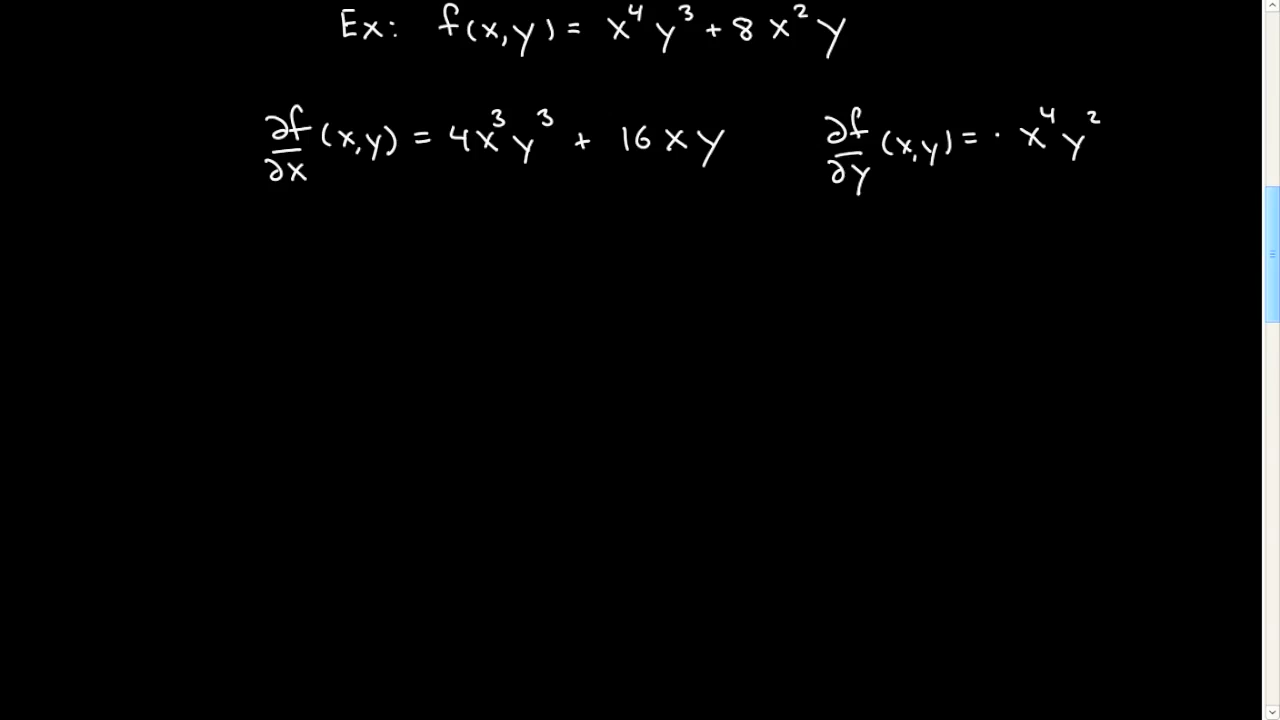 Ex: f(x,y) = x⁴y³ + 8x²y
∂f/∂x (x,y) = 4x³y³ + 16xy ∂f/∂y (x,y) = · x⁴y²